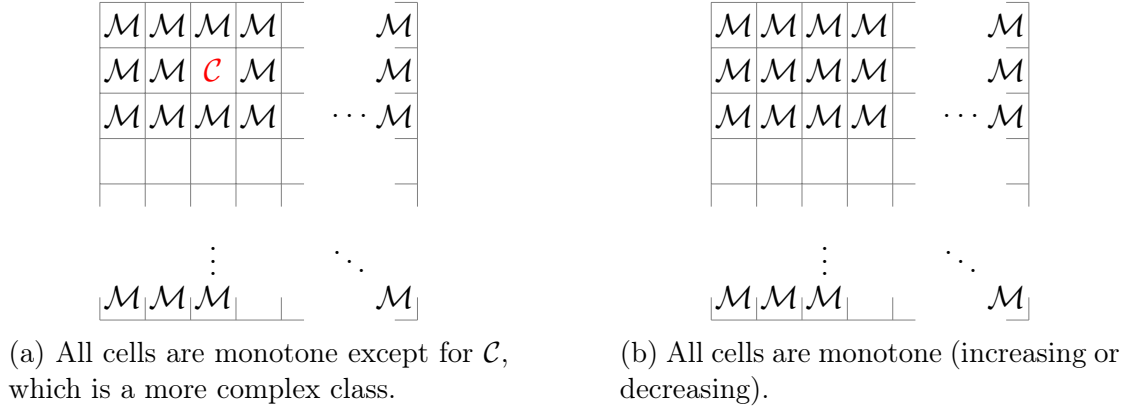 M M M M M M M M M M
M M C M M M M M M M
M M M M ⋯ M M M M M ⋯ M
⋮ ⋱ ⋮ ⋱
M M M M M M M M
(a) All cells are monotone except for C, (b) All cells are monotone (increasing or
which is a more complex class. decreasing).